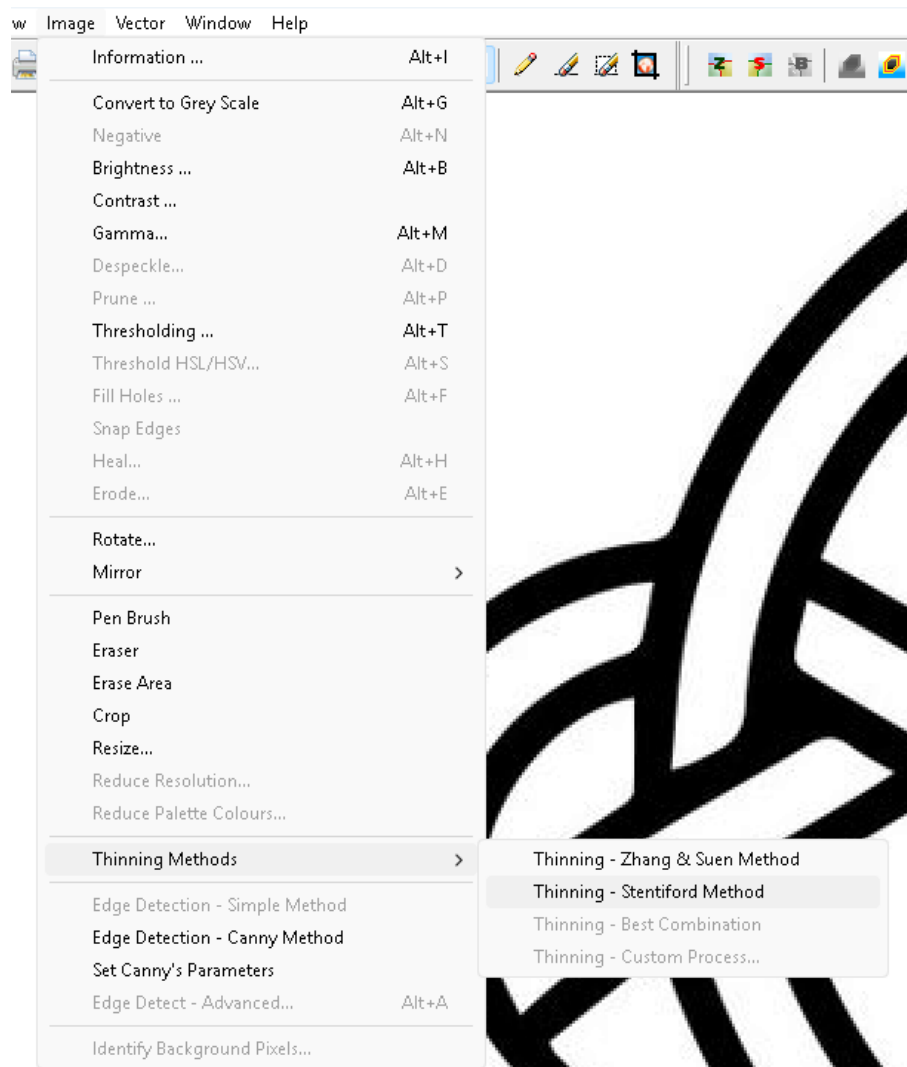 w Image Vector Window Help
Information ... Alt+I
Convert to Grey Scale Alt+G
Negative Alt+N
Brightness ... Alt+B
Contrast ...
Gamma... Alt+M
Despeckle... Alt+D
Prune ... Alt+P
Thresholding ... Alt+T
Threshold HSL/HSV... Alt+S
Fill Holes ... Alt+F
Snap Edges
Heal... Alt+H
Erode... Alt+E
Rotate...
Mirror
Pen Brush
Eraser
Erase Area
Crop
Resize...
Reduce Resolution...
Reduce Palette Colours...
Thinning Methods
Thinning - Zhang & Suen Method
Thinning - Stentiford Method
Thinning - Best Combination
Thinning - Custom Process...
Edge Detection - Simple Method
Edge Detection - Canny Method
Set Canny's Parameters
Edge Detect - Advanced... Alt+A
Identify Background Pixels...
Z S B